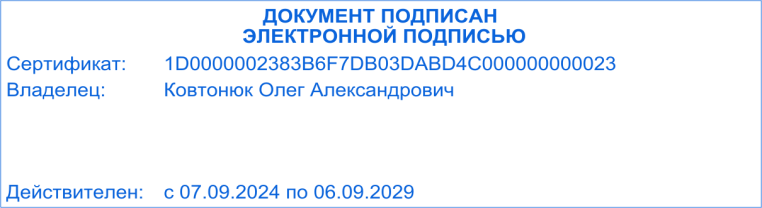 ДОКУМЕНТ ПОДПИСАН
ЭЛЕКТРОННОЙ ПОДПИСЬЮ
Сертификат: 1D0000002383B6F7DB03DABD4C000000000023
Владелец: Ковтонюк Олег Александрович
Действителен: с 07.09.2024 по 06.09.2029